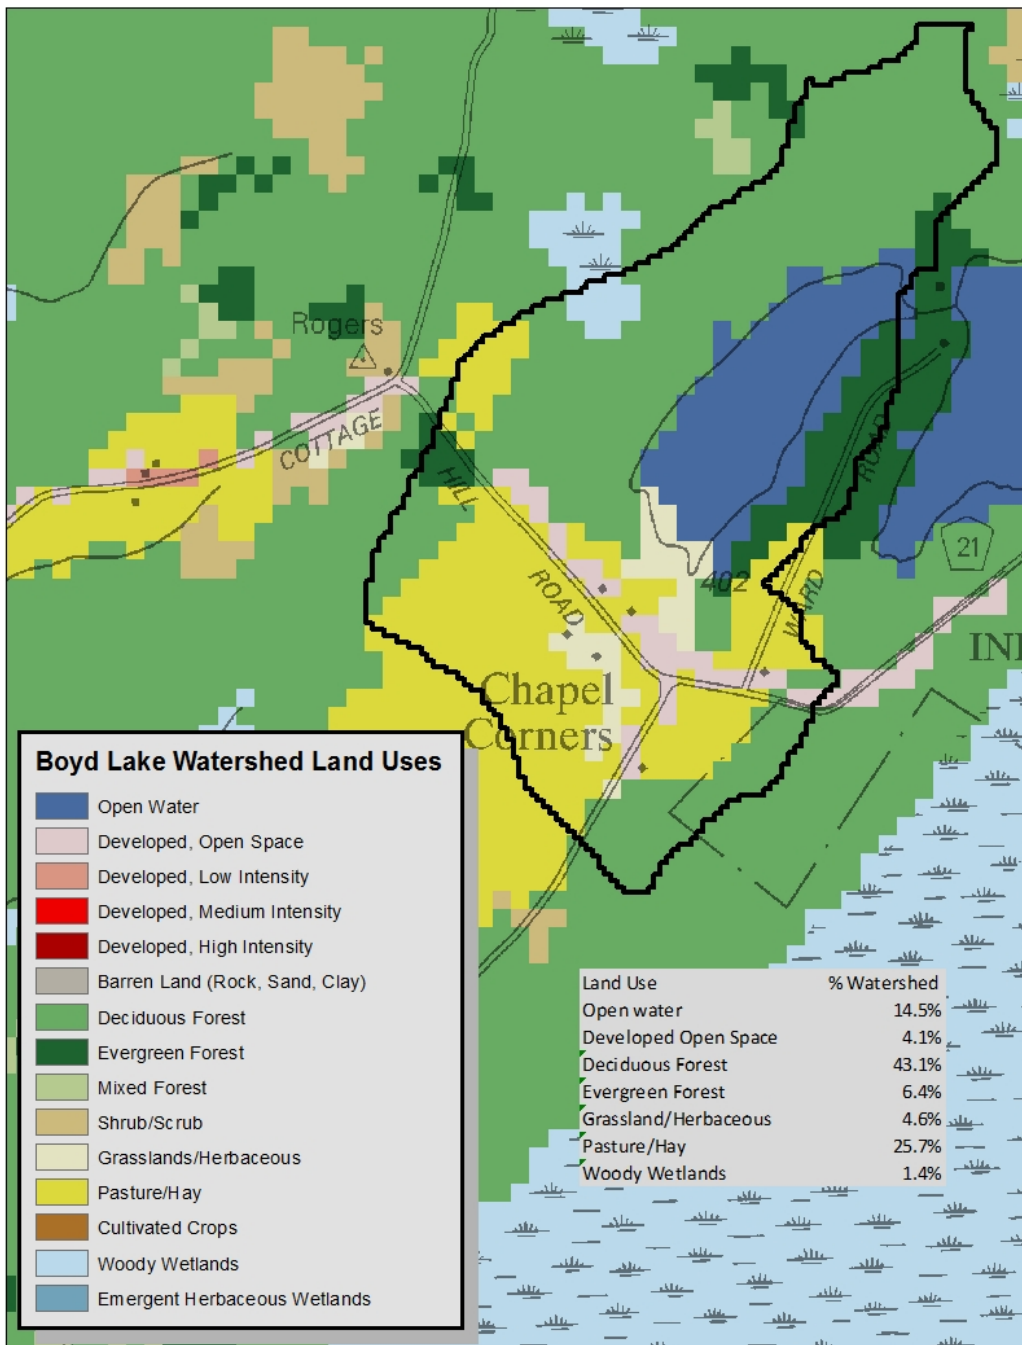 Rogers
COTTAGE
HILL
ROAD
ROAD
WARD
402
21
INI
Chapel
Corners
Boyd Lake Watershed Land Uses
Open Water
Developed, Open Space
Developed, Low Intensity
Developed, Medium Intensity
Developed, High Intensity
Barren Land (Rock, Sand, Clay)
Deciduous Forest
Evergreen Forest
Mixed Forest
Shrub/Scrub
Grasslands/Herbaceous
Pasture/Hay
Cultivated Crops
Woody Wetlands
Emergent Herbaceous Wetlands
Land Use % Watershed
Open water 14.5%
Developed Open Space 4.1%
Deciduous Forest 43.1%
Evergreen Forest 6.4%
Grassland/Herbaceous 4.6%
Pasture/Hay 25.7%
Woody Wetlands 1.4%